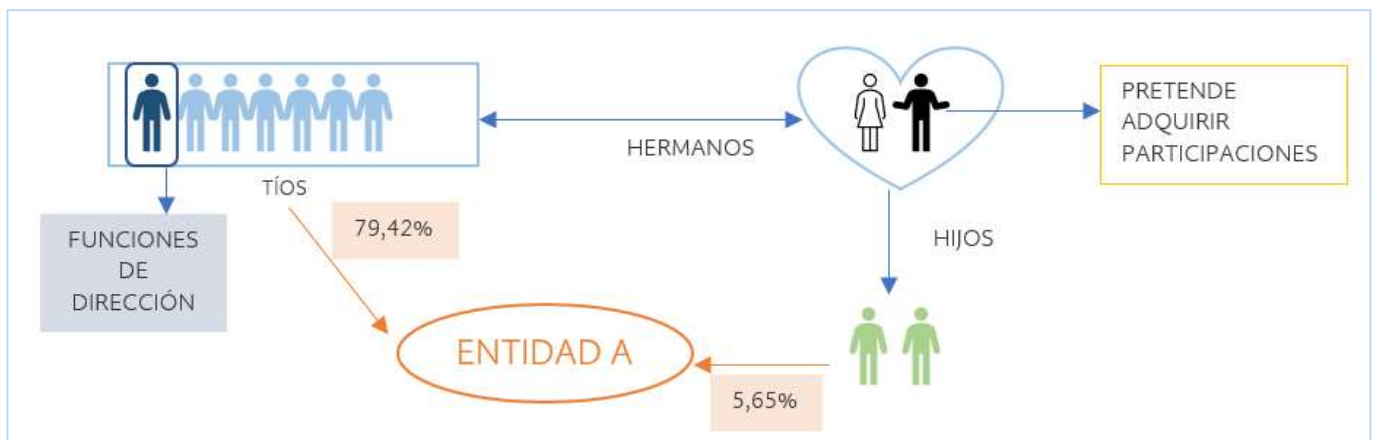 HERMANOS
PRETENDE
ADQUIRIR
PARTICIPACIONES
TÍOS
79,42%
FUNCIONES
DE
DIRECCIÓN
HIJOS
ENTIDAD A
5,65%